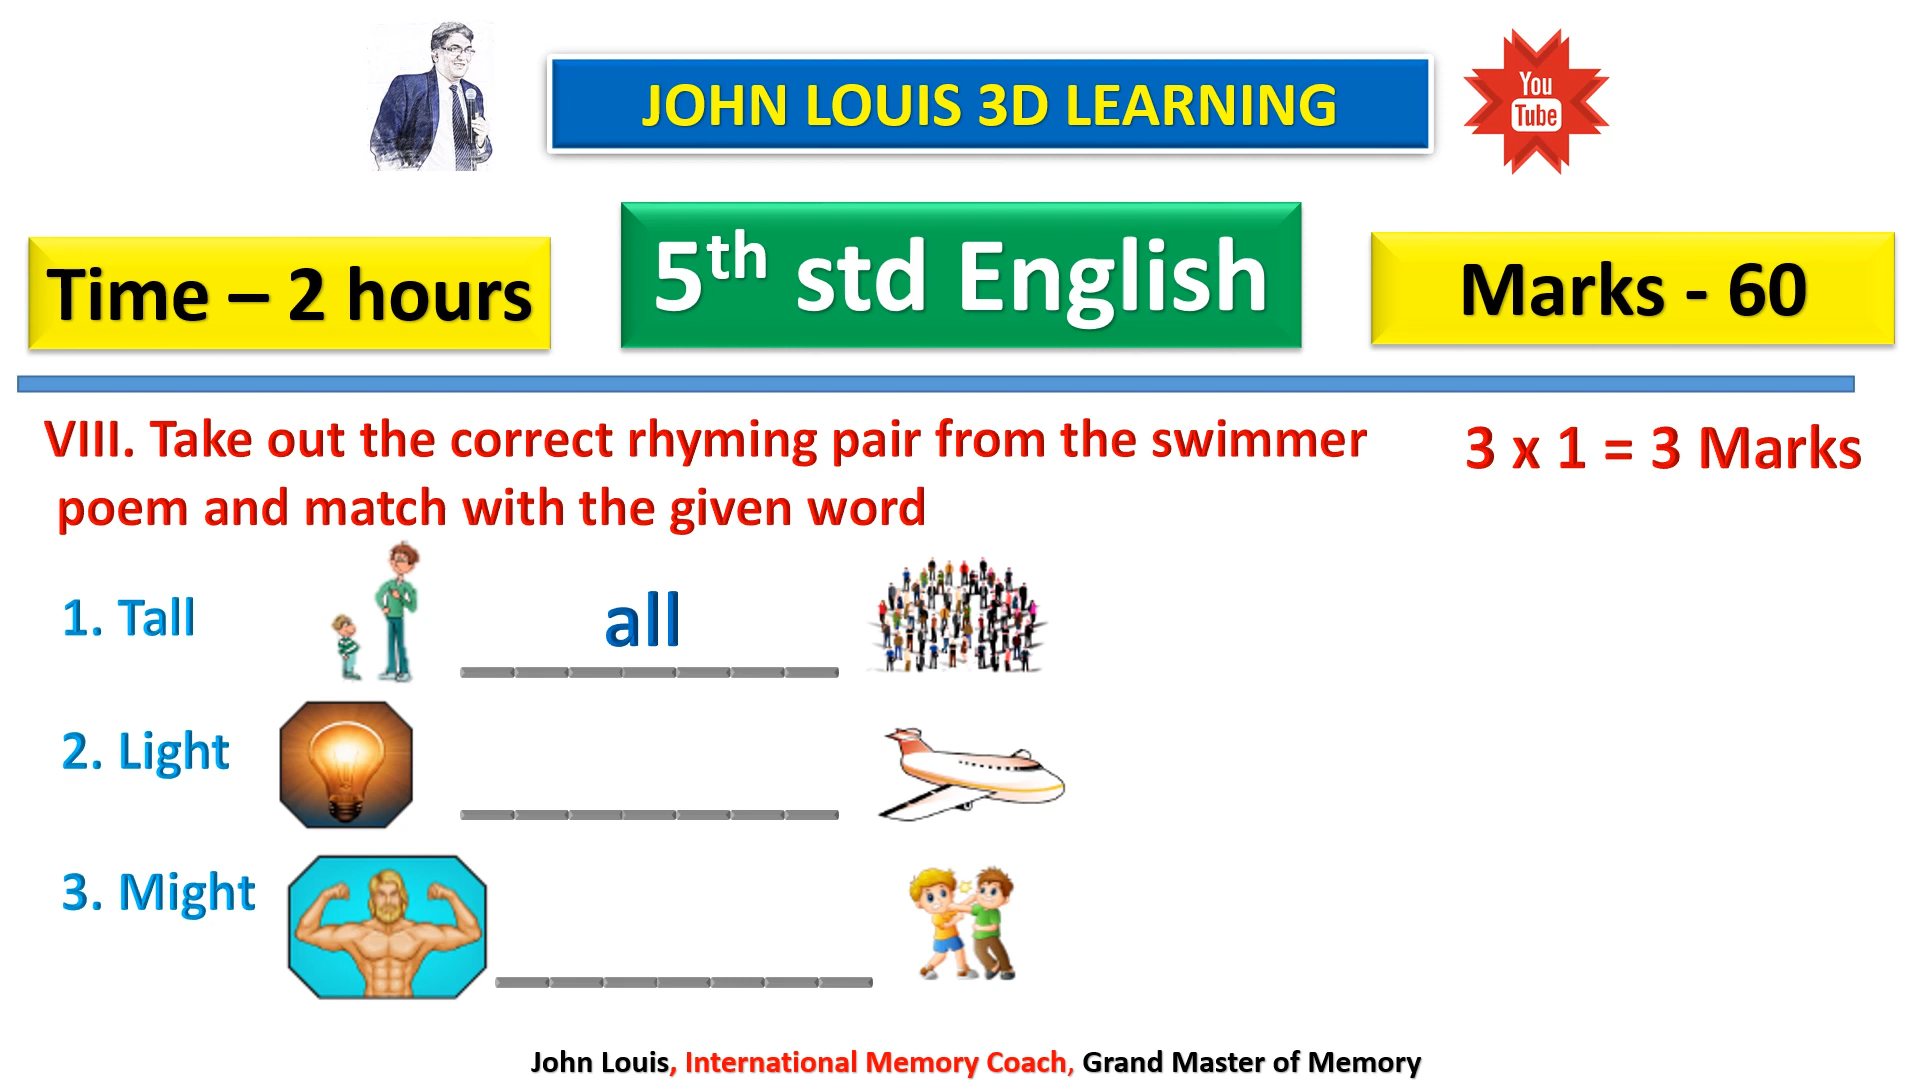 JOHN LOUIS 3D LEARNING
You
Tube
Time – 2 hours
5th std English
Marks - 60
VIII. Take out the correct rhyming pair from the swimmer
poem and match with the given word
3 x 1 = 3 Marks
1. Tall
all
2. Light
3. Might
John Louis, International Memory Coach, Grand Master of Memory